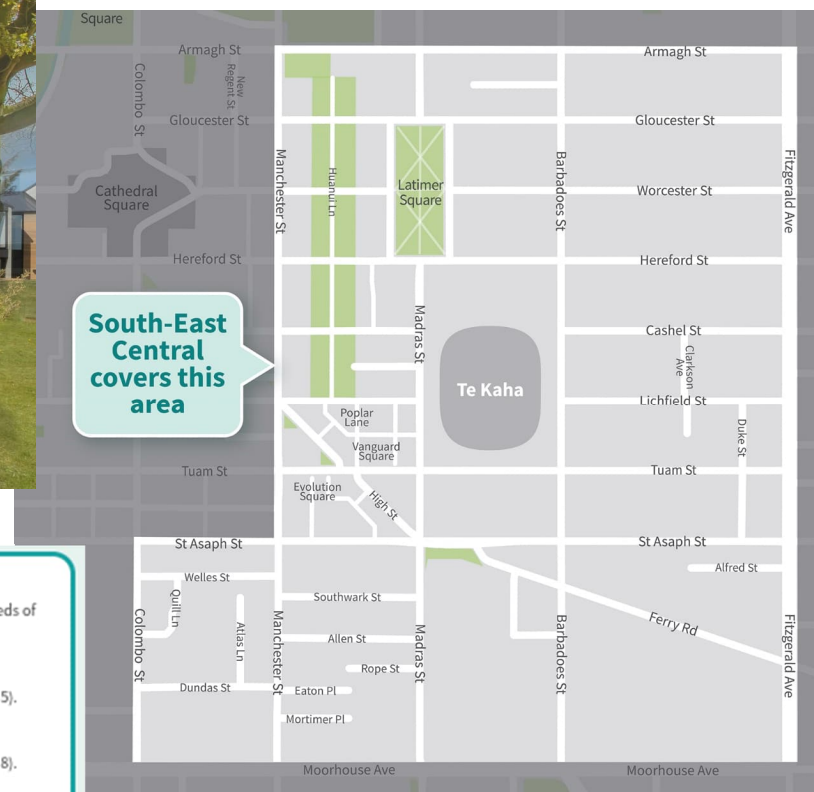 Square
Armagh St
Armagh St
Colombo St
New
Regent St
Gloucester St
Gloucester St
Manchester St
Huanui Ln
Latimer
Square
Barbadoes St
Fitzgerald Ave
Cathedral
Square
Worcester St
Hereford St
Hereford St
South-East
Central
covers this
area
Madras St
Cashel St
Clarkson
Ave
Te Kaha
Lichfield St
Poplar
Lane
Duke St
Vanguard
Square
Tuam St
Tuam St
Evolution
Square
High St
St Asaph St
St Asaph St
Alfred St
Welles St
Quill Ln
Southwark St
Atlas Ln
Colombo St
Manchester St
Allen St
Madras St
Barbadoes St
Ferry Rd
Fitzgerald Ave
Rope St
Dundas St
Eaton Pl
Mortimer Pl
Moorhouse Ave
Moorhouse Ave
eds of
5).
8).